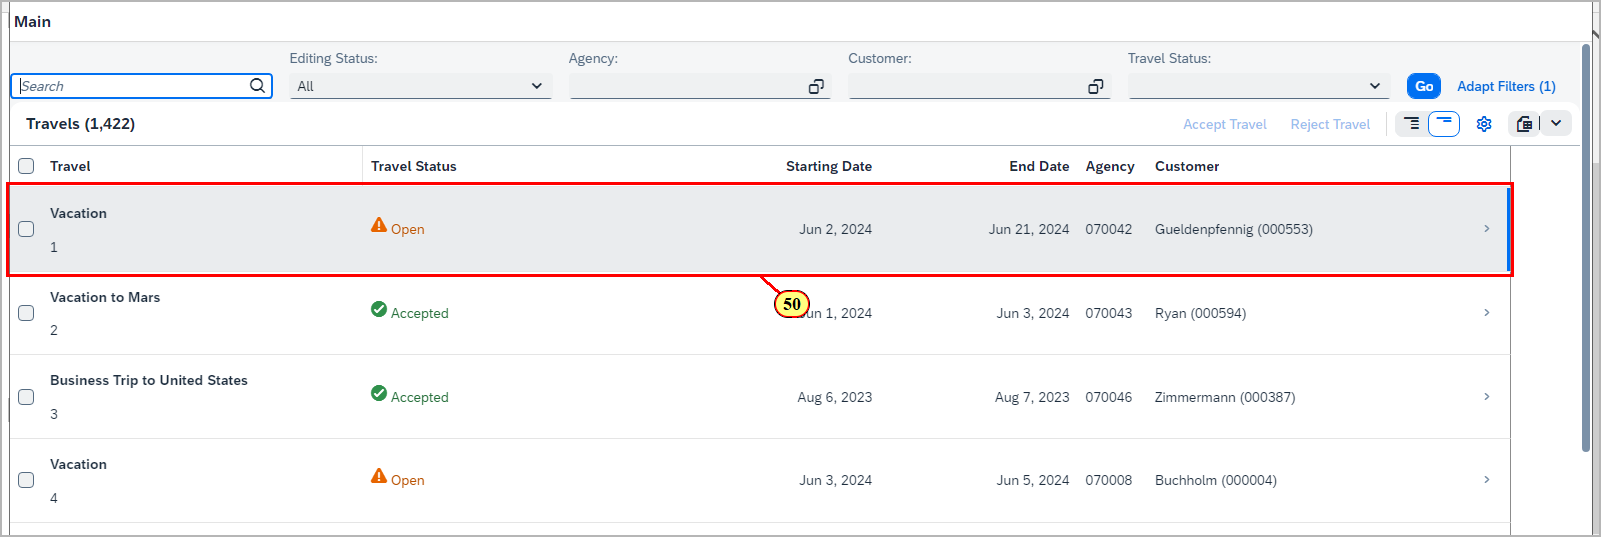 Main
Editing Status:
Agency:
Customer:
Travel Status:
Search
All
Go
Adapt Filters (1)
Travels (1,422)
Accept Travel
Reject Travel
Travel Travel Status Starting Date End Date Agency Customer
Vacation
1
Open Jun 2, 2024 Jun 21, 2024 070042 Gueldenpfennig (000553)
50
Vacation to Mars
2
Accepted Jun 1, 2024 Jun 3, 2024 070043 Ryan (000594)
Business Trip to United States
3
Accepted Aug 6, 2023 Aug 7, 2023 070046 Zimmermann (000387)
Vacation
4
Open Jun 3, 2024 Jun 5, 2024 070008 Buchholm (000004)